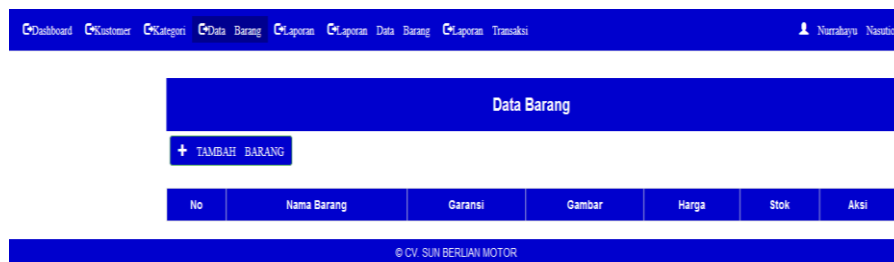 Dashboard Kustomer Kategori Data Barang Laporan Laporan Data Barang Laporan Transaksi Nurrahayu
Data Barang
+ TAMBAH BARANG
No Nama Barang Garansi Gambar Harga Stok Aksi
© CV. SUN BERLIAN MOTOR